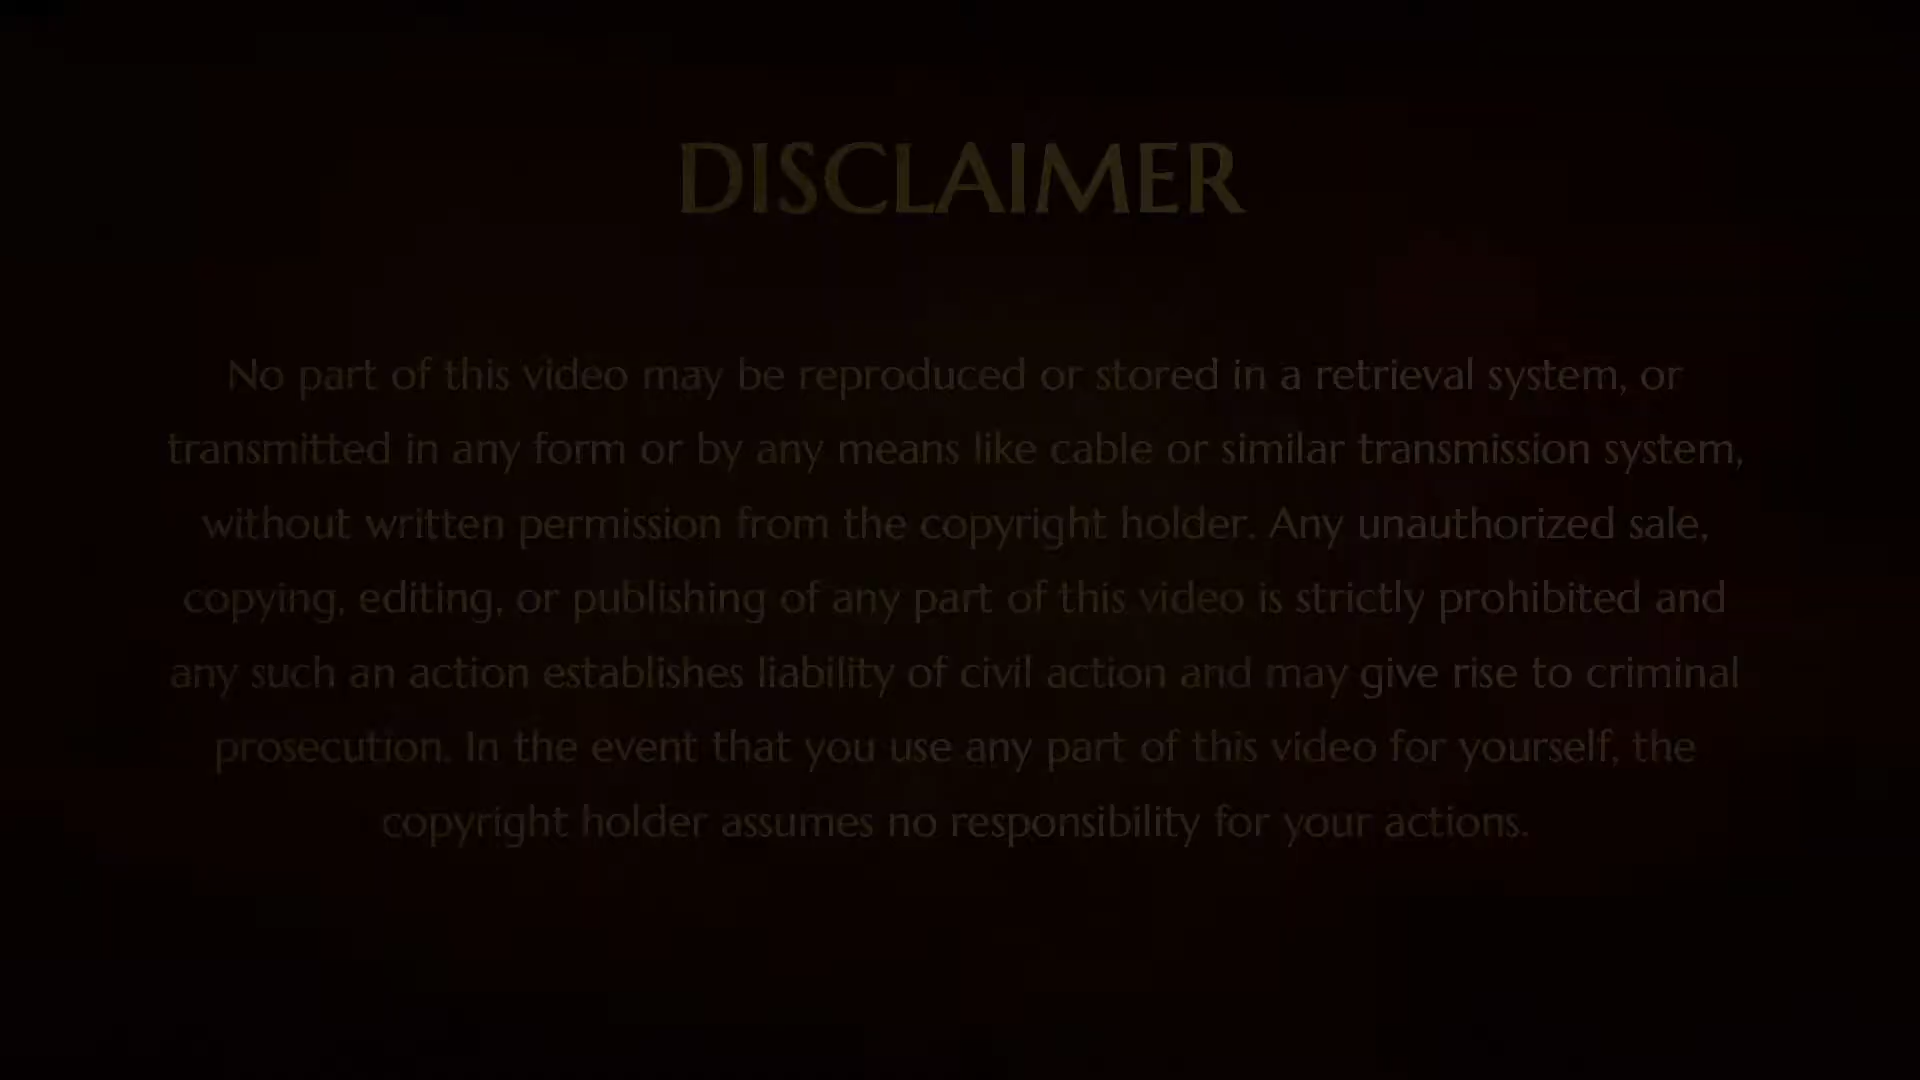 DISCLAIMER
No part of this video may be reproduced or stored in a retrieval system, or
transmitted in any form or by any means like cable or similar transmission system,
without written permission from the copyright holder. Any unauthorized sale,
copying, editing, or publishing of any part of this video is strictly prohibited and
any such an action establishes liability of civil action and may give rise to criminal
prosecution. In the event that you use any part of this video for yourself, the
copyright holder assumes no responsibility for your actions.